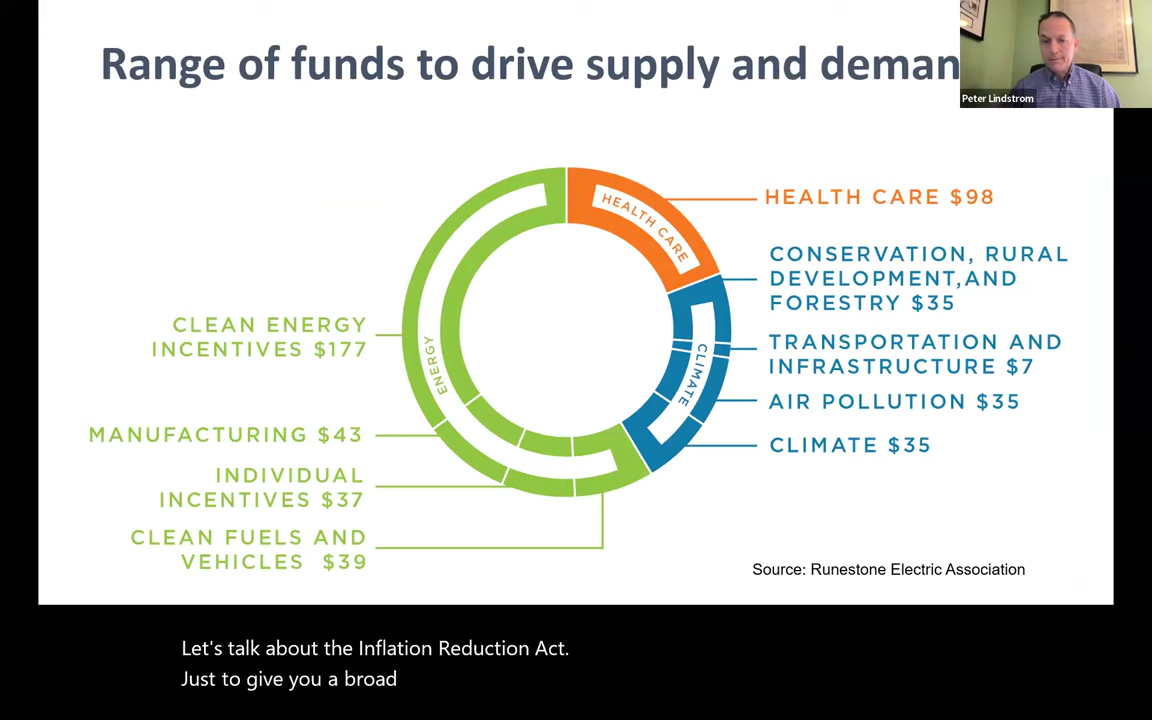 Range of funds to drive supply and deman
Peter Lindstrom
HEALTH CARE
HEALTH CARE $98
CONSERVATION, RURAL
DEVELOPMENT,AND
FORESTRY $35
TRANSPORTATION AND
INFRASTRUCTURE $7
AIR POLLUTION $35
CLIMATE $35
CLIMATE
ENERGY
CLEAN ENERGY
INCENTIVES $177
MANUFACTURING $43
INDIVIDUAL
INCENTIVES $37
CLEAN FUELS AND
VEHICLES $39
Source: Runestone Electric Association
Let's talk about the Inflation Reduction Act.
Just to give you a broad